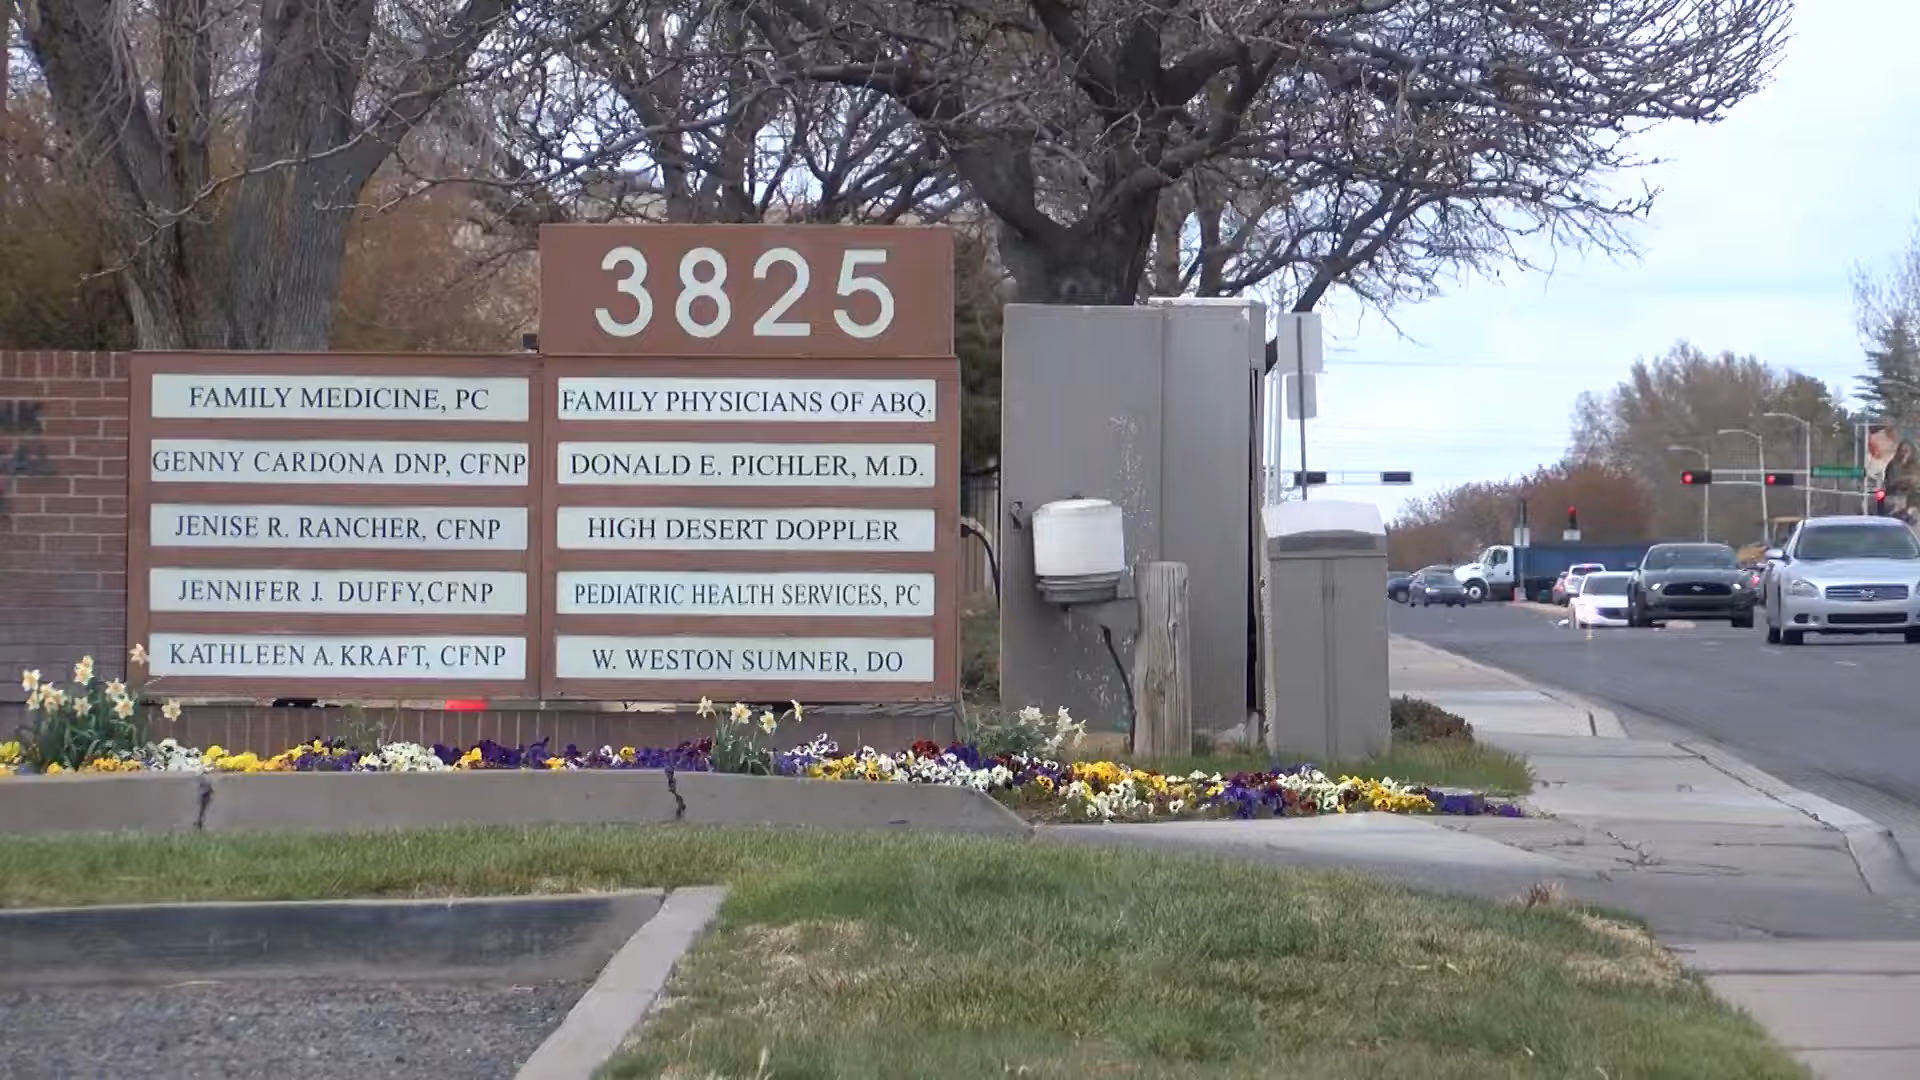 3825
FAMILY MEDICINE, PC
GENNY CARDONA DNP, CFNP
JENISE R. RANCHER, CFNP
JENNIFER J. DUFFY,CFNP
KATHLEEN A. KRAFT, CFNP
FAMILY PHYSICIANS OF ABQ.
DONALD E. PICHLER, M.D.
HIGH DESERT DOPPLER
PEDIATRIC HEALTH SERVICES, PC
W. WESTON SUMNER, DO